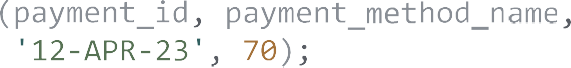 (payment_id, payment_method_name,
'12-APR-23', 70);